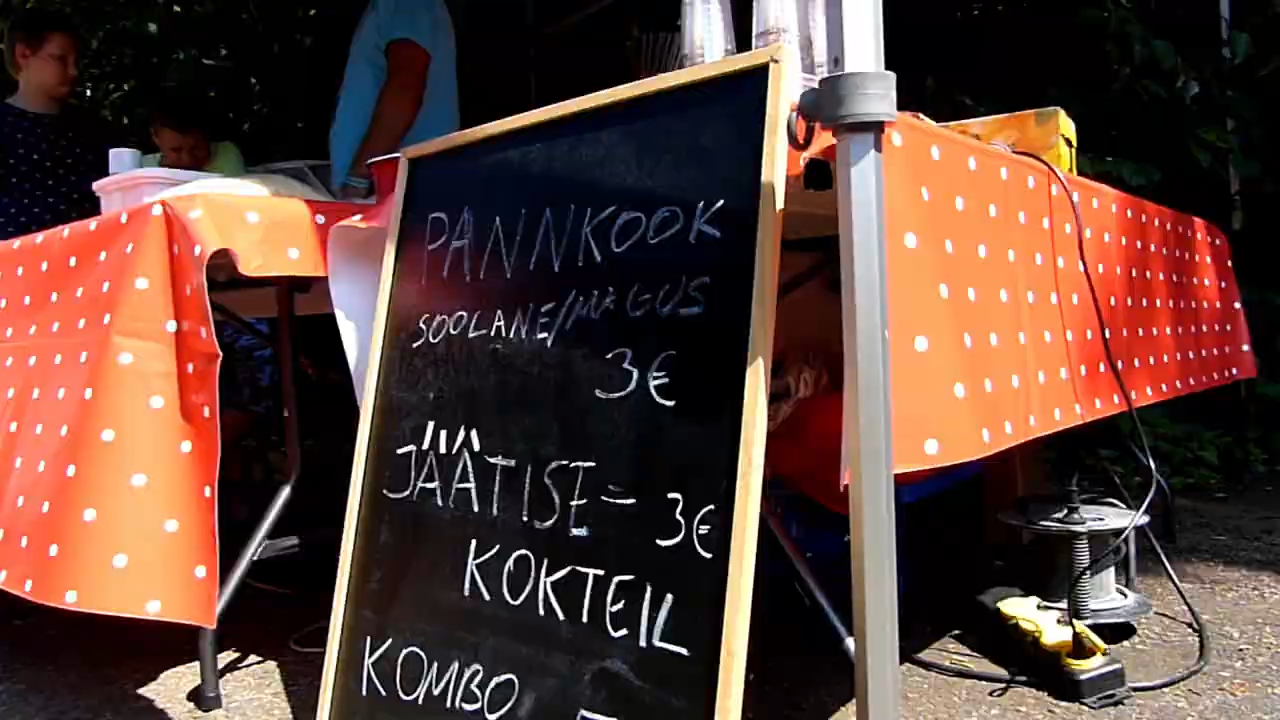 PANNKOOK
SOOLANE/MAGUS
3€
JÄÄTISE= 3€
KOKTEIL
KOMBO